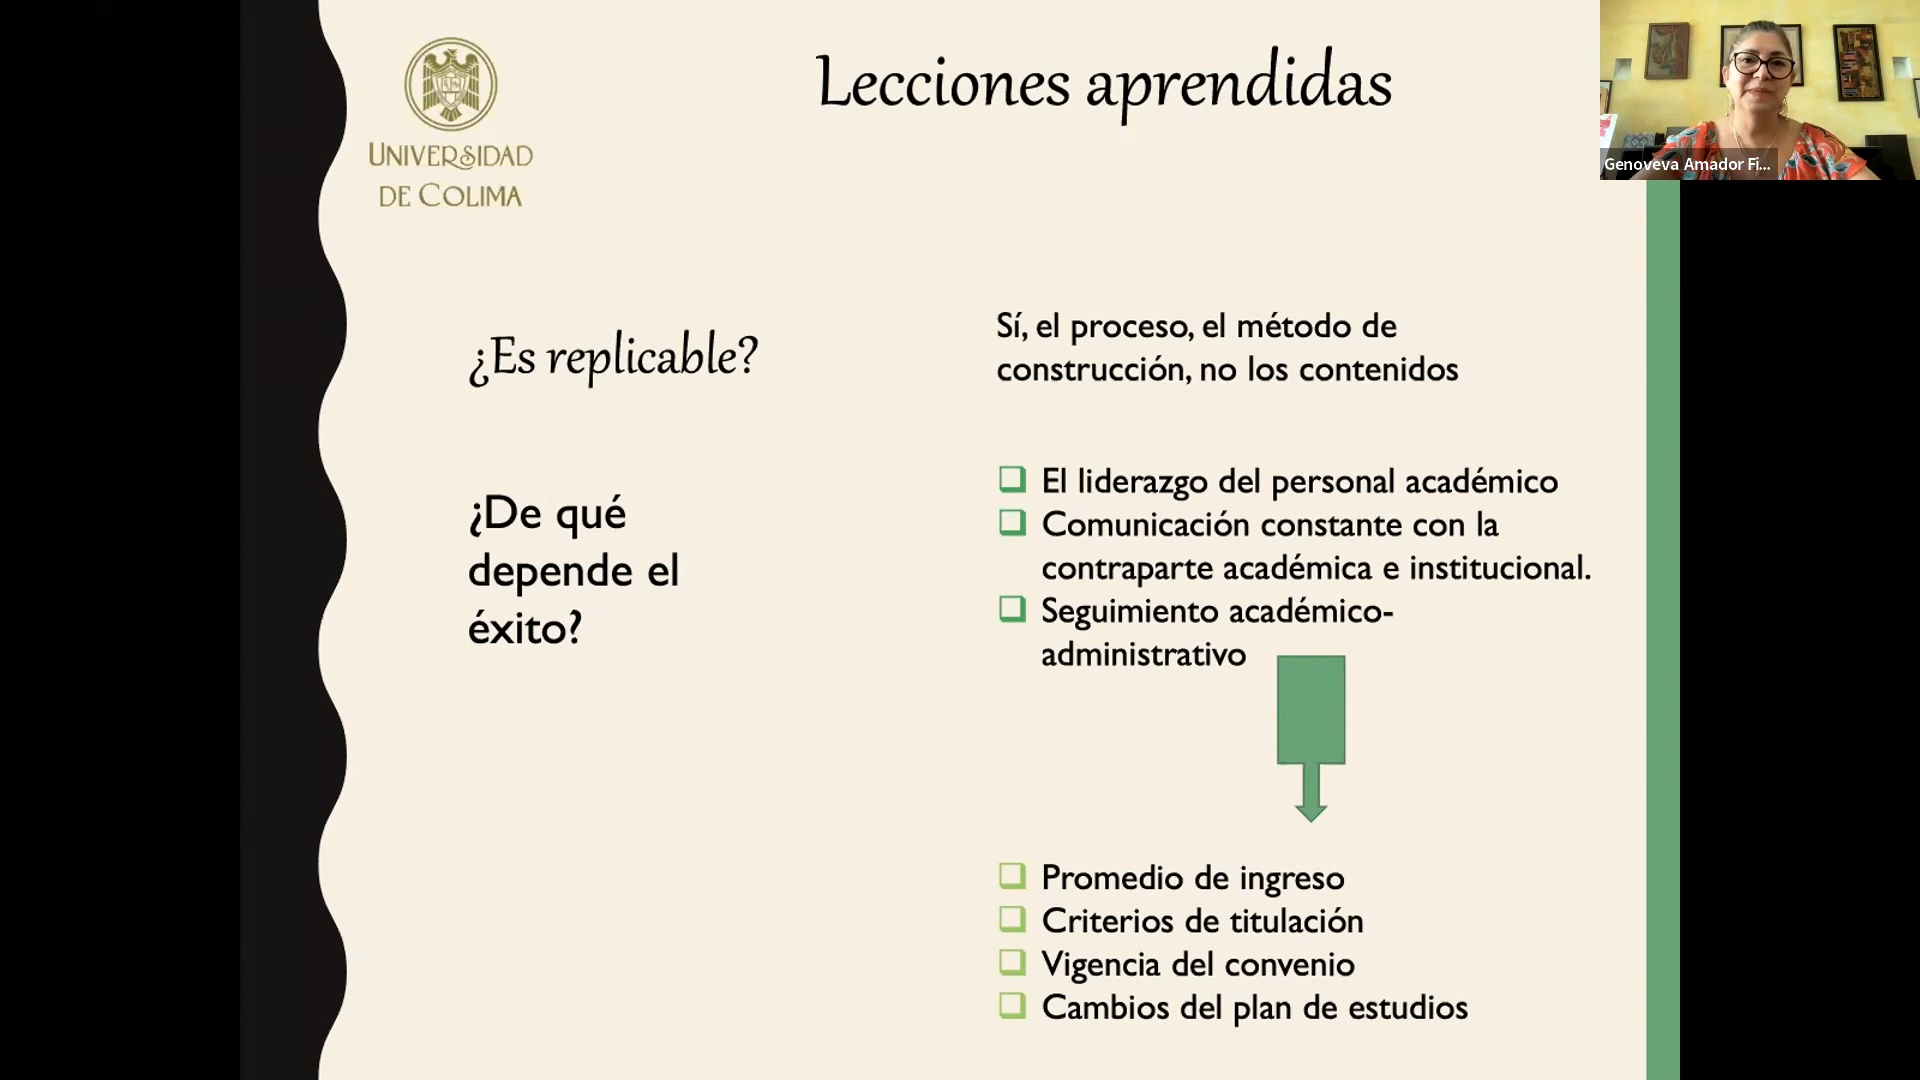 UNIVERSIDAD
DE COLIMA
Lecciones aprendidas
Genoveva Amador Fi...
¿Es replicable?
Sí, el proceso, el método de
construcción, no los contenidos
¿De qué
depende el
éxito?
El liderazgo del personal académico
Comunicación constante con la
contraparte académica e institucional.
Seguimiento académico-
administrativo
Promedio de ingreso
Criterios de titulación
Vigencia del convenio
Cambios del plan de estudios